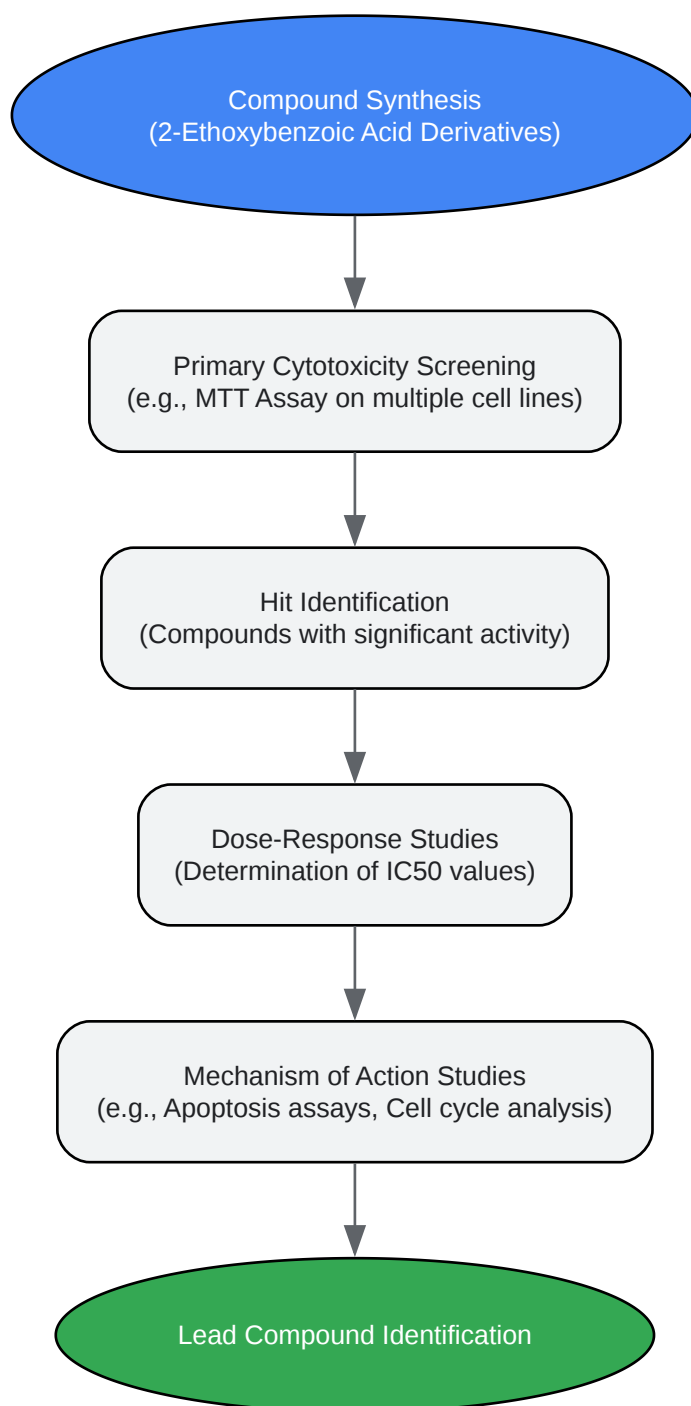 Compound Synthesis
(2-Ethoxybenzoic Acid Derivatives)
Primary Cytotoxicity Screening
(e.g., MTT Assay on multiple cell lines)
Hit Identification
(Compounds with significant activity)
Dose-Response Studies
(Determination of IC50 values)
Mechanism of Action Studies
(e.g., Apoptosis assays, Cell cycle analysis)
Lead Compound Identification